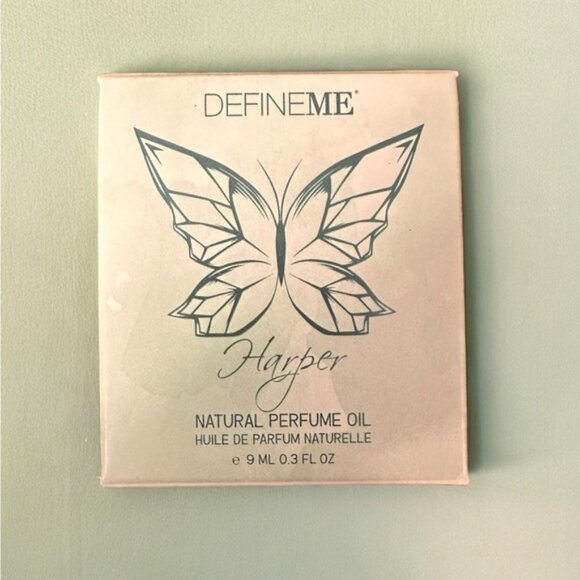 DEFINEME®
Harper
NATURAL PERFUME OIL
HUILE DE PARFUM NATURELLE
℮ 9 ML 0.3 FL OZ